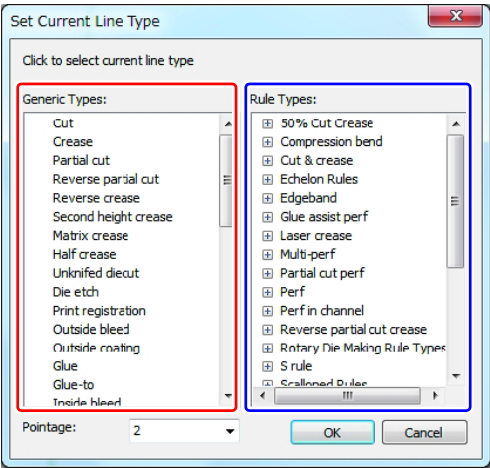 Set Current Line Type
Click to select current line type
Generic Types:
Cut
Crease
Partial cut
Reverse partial cut
Reverse crease
Second height crease
Matrix crease
Half crease
Unknifed diecut
Die etch
Print registration
Outside bleed
Outside coating
Glue
Glue-to
Inside bleed
Rule Types:
50% Cut Crease
Compression bend
Cut & crease
Echelon Rules
Edgeband
Glue assist perf
Laser crease
Multi-perf
Partial cut perf
Perf
Perf in channel
Reverse partial cut crease
Rotary Die Making Rule Types
S rule
Scalloped Rules
Pointage:
2
OK
Cancel